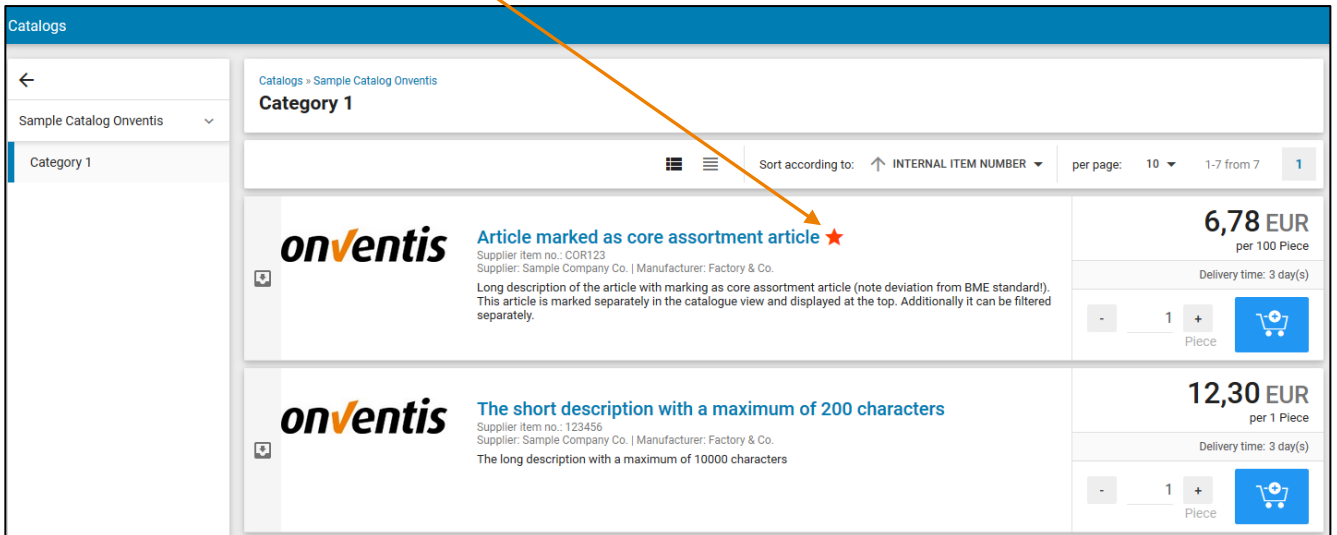 Catalogs
Sample Catalog Onventis
Category 1
Catalogs » Sample Catalog Onventis
Category 1
Sort according to: INTERNAL ITEM NUMBER per page: 10 1-7 from 7 1
onventis
Article marked as core assortment article
Supplier item no.: COR123
Supplier: Sample Company Co. | Manufacturer: Factory & Co.
Long description of the article with marking as core assortment article (note deviation from BME standard!).
This article is marked separately in the catalogue view and displayed at the top. Additionally it can be filtered
separately.
6,78 EUR
per 100 Piece
Delivery time: 3 day(s)
- 1 +
Piece
onventis
The short description with a maximum of 200 characters
Supplier item no.: 123456
Supplier: Sample Company Co. | Manufacturer: Factory & Co.
The long description with a maximum of 10000 characters
12,30 EUR
per 1 Piece
Delivery time: 3 day(s)
- 1 +
Piece